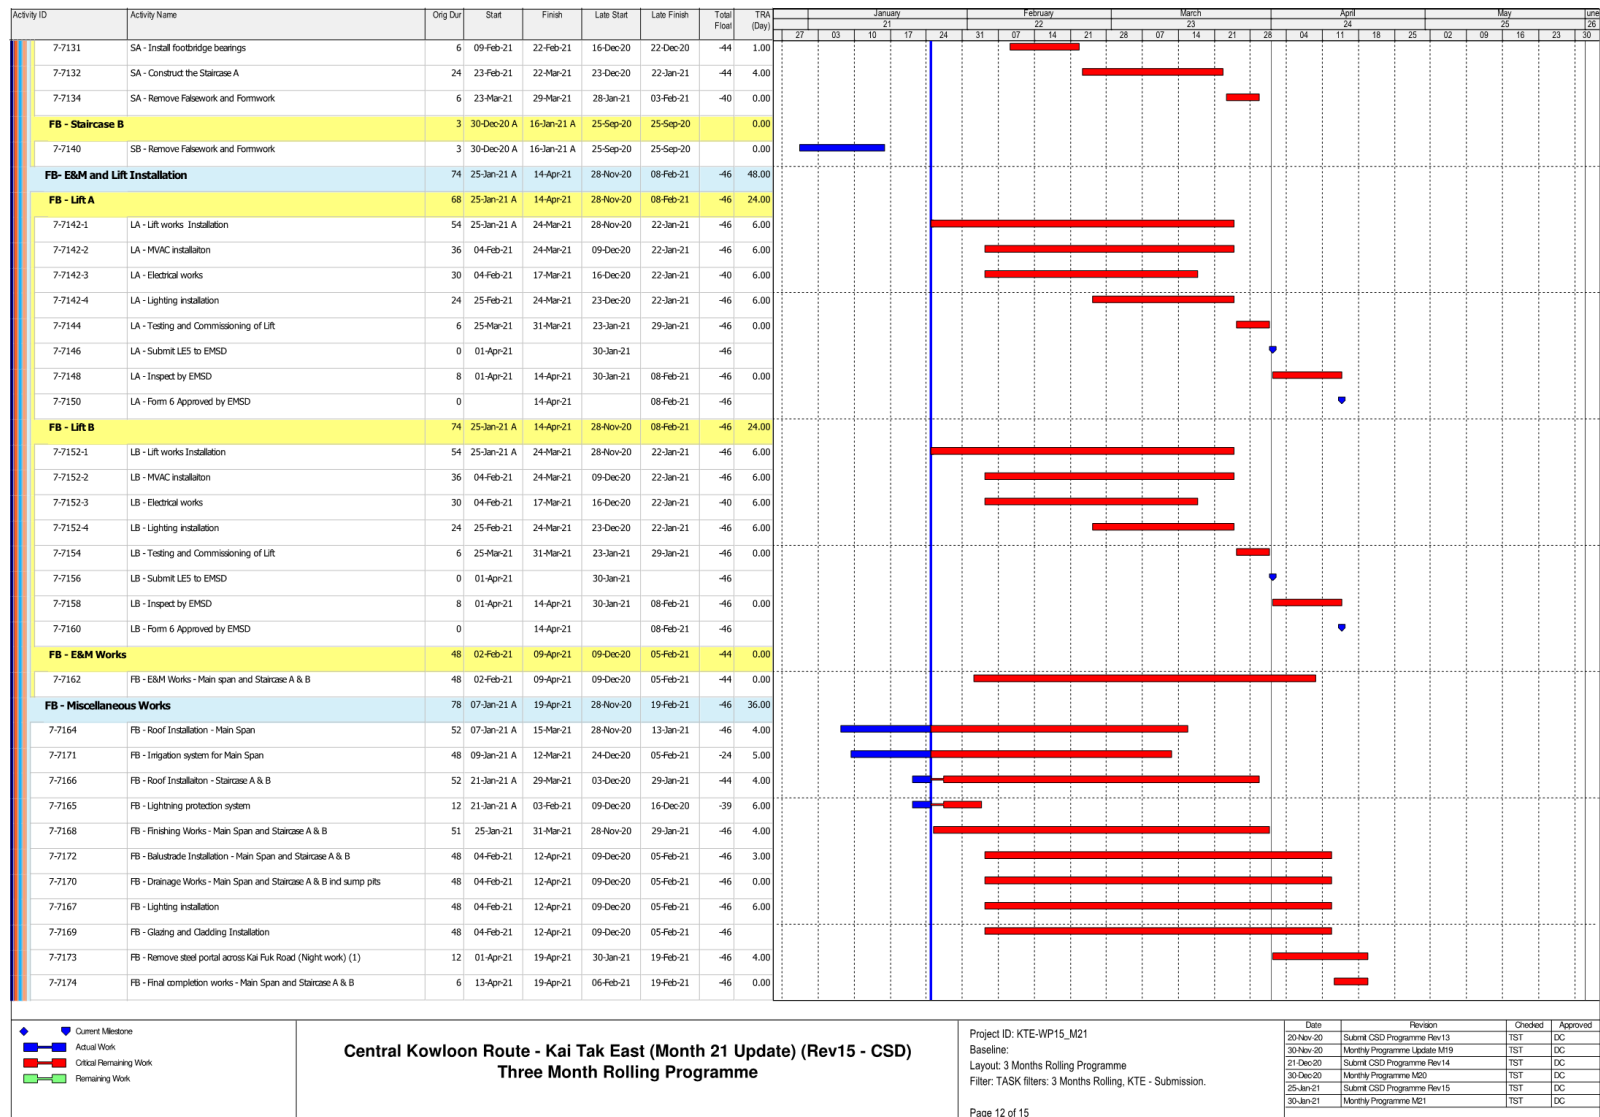 Activity ID Activity Name Orig Dur Start Finish Late Start Late Finish Total Float TRA (Day)
January February March April May une
21 22 23 24 25 26
27 03 10 17 24 31 07 14 21 28 07 14 21 28 04 11 18 25 02 09 16 23 30
7-7131 SA - Install footbridge bearings 6 09-Feb-21 22-Feb-21 16-Dec-20 22-Dec-20 -44 1.00
7-7132 SA - Construct the Staircase A 24 23-Feb-21 22-Mar-21 23-Dec-20 22-Jan-21 -44 4.00
7-7134 SA - Remove Falsework and Formwork 6 23-Mar-21 29-Mar-21 28-Jan-21 03-Feb-21 -40 0.00
FB - Staircase B 3 30-Dec-20 A 16-Jan-21 A 25-Sep-20 25-Sep-20 0.00
7-7140 SB - Remove Falsework and Formwork 3 30-Dec-20 A 16-Jan-21 A 25-Sep-20 25-Sep-20 0.00
FB- E&M and Lift Installation 74 25-Jan-21 A 14-Apr-21 28-Nov-20 08-Feb-21 -46 48.00
FB - Lift A 68 25-Jan-21 A 14-Apr-21 28-Nov-20 08-Feb-21 -46 24.00
7-7142-1 LA - Lift works Installation 54 25-Jan-21 A 24-Mar-21 28-Nov-20 22-Jan-21 -46 6.00
7-7142-2 LA - MVAC installaiton 36 04-Feb-21 24-Mar-21 09-Dec-20 22-Jan-21 -46 6.00
7-7142-3 LA - Electrical works 30 04-Feb-21 17-Mar-21 16-Dec-20 22-Jan-21 -40 6.00
7-7142-4 LA - Lighting installation 24 25-Feb-21 24-Mar-21 23-Dec-20 22-Jan-21 -46 6.00
7-7144 LA - Testing and Commissioning of Lift 6 25-Mar-21 31-Mar-21 23-Jan-21 29-Jan-21 -46 0.00
7-7146 LA - Submit LE5 to EMSD 0 01-Apr-21 30-Jan-21 -46
7-7148 LA - Inspect by EMSD 8 01-Apr-21 14-Apr-21 30-Jan-21 08-Feb-21 -46 0.00
7-7150 LA - Form 6 Approved by EMSD 0 14-Apr-21 08-Feb-21 -46
FB - Lift B 74 25-Jan-21 A 14-Apr-21 28-Nov-20 08-Feb-21 -46 24.00
7-7152-1 LB - Lift works Installation 54 25-Jan-21 A 24-Mar-21 28-Nov-20 22-Jan-21 -46 6.00
7-7152-2 LB - MVAC installaiton 36 04-Feb-21 24-Mar-21 09-Dec-20 22-Jan-21 -46 6.00
7-7152-3 LB - Electrical works 30 04-Feb-21 17-Mar-21 16-Dec-20 22-Jan-21 -40 6.00
7-7152-4 LB - Lighting installation 24 25-Feb-21 24-Mar-21 23-Dec-20 22-Jan-21 -46 6.00
7-7154 LB - Testing and Commissioning of Lift 6 25-Mar-21 31-Mar-21 23-Jan-21 29-Jan-21 -46 0.00
7-7156 LB - Submit LE5 to EMSD 0 01-Apr-21 30-Jan-21 -46
7-7158 LB - Inspect by EMSD 8 01-Apr-21 14-Apr-21 30-Jan-21 08-Feb-21 -46 0.00
7-7160 LB - Form 6 Approved by EMSD 0 14-Apr-21 08-Feb-21 -46
FB - E&M Works 48 02-Feb-21 09-Apr-21 09-Dec-20 05-Feb-21 -44 0.00
7-7162 FB - E&M Works - Main span and Staircase A & B 48 02-Feb-21 09-Apr-21 09-Dec-20 05-Feb-21 -44 0.00
FB - Miscellaneous Works 78 07-Jan-21 A 19-Apr-21 28-Nov-20 19-Feb-21 -46 36.00
7-7164 FB - Roof Installation - Main Span 52 07-Jan-21 A 15-Mar-21 28-Nov-20 13-Jan-21 -46 4.00
7-7171 FB - Irrigation system for Main Span 48 09-Jan-21 A 12-Mar-21 24-Dec-20 05-Feb-21 -24 5.00
7-7166 FB - Roof Installaiton - Staircase A & B 52 21-Jan-21 A 29-Mar-21 03-Dec-20 29-Jan-21 -44 4.00
7-7165 FB - Lightning protection system 12 21-Jan-21 A 03-Feb-21 09-Dec-20 16-Dec-20 -39 6.00
7-7168 FB - Finishing Works - Main Span and Staircase A & B 51 25-Jan-21 31-Mar-21 28-Nov-20 29-Jan-21 -46 4.00
7-7172 FB - Balustrade Installation - Main Span and Staircase A & B 48 04-Feb-21 12-Apr-21 09-Dec-20 05-Feb-21 -46 3.00
7-7170 FB - Drainage Works - Main Span and Staircase A & B incl sump pits 48 04-Feb-21 12-Apr-21 09-Dec-20 05-Feb-21 -46 0.00
7-7167 FB - Lighting installation 48 04-Feb-21 12-Apr-21 09-Dec-20 05-Feb-21 -46 6.00
7-7169 FB - Glazing and Cladding Installation 48 04-Feb-21 12-Apr-21 09-Dec-20 05-Feb-21 -46
7-7173 FB - Remove steel portal across Kai Fuk Road (Night work) (1) 12 01-Apr-21 19-Apr-21 30-Jan-21 19-Feb-21 -46 4.00
7-7174 FB - Final completion works - Main Span and Staircase A & B 6 13-Apr-21 19-Apr-21 06-Feb-21 19-Feb-21 -46 0.00
Current Milestone
Actual Work
Critical Remaining Work
Remaining Work
Central Kowloon Route - Kai Tak East (Month 21 Update) (Rev15 - CSD)
Three Month Rolling Programme
Project ID: KTE-WP15_M21
Baseline:
Layout: 3 Months Rolling Programme
Filter: TASK filters: 3 Months Rolling, KTE - Submission.
Page 12 of 15
Date Revision Checked Approved
20-Nov-20 Submit CSD Programme Rev13 TST DC
30-Nov-20 Monthly Programme Update M19 TST DC
21-Dec-20 Submit CSD Programme Rev14 TST DC
30-Dec-20 Monthly Programme M20 TST DC
25-Jan-21 Submit CSD Programme Rev15 TST DC
30-Jan-21 Monthly Programme M21 TST DC